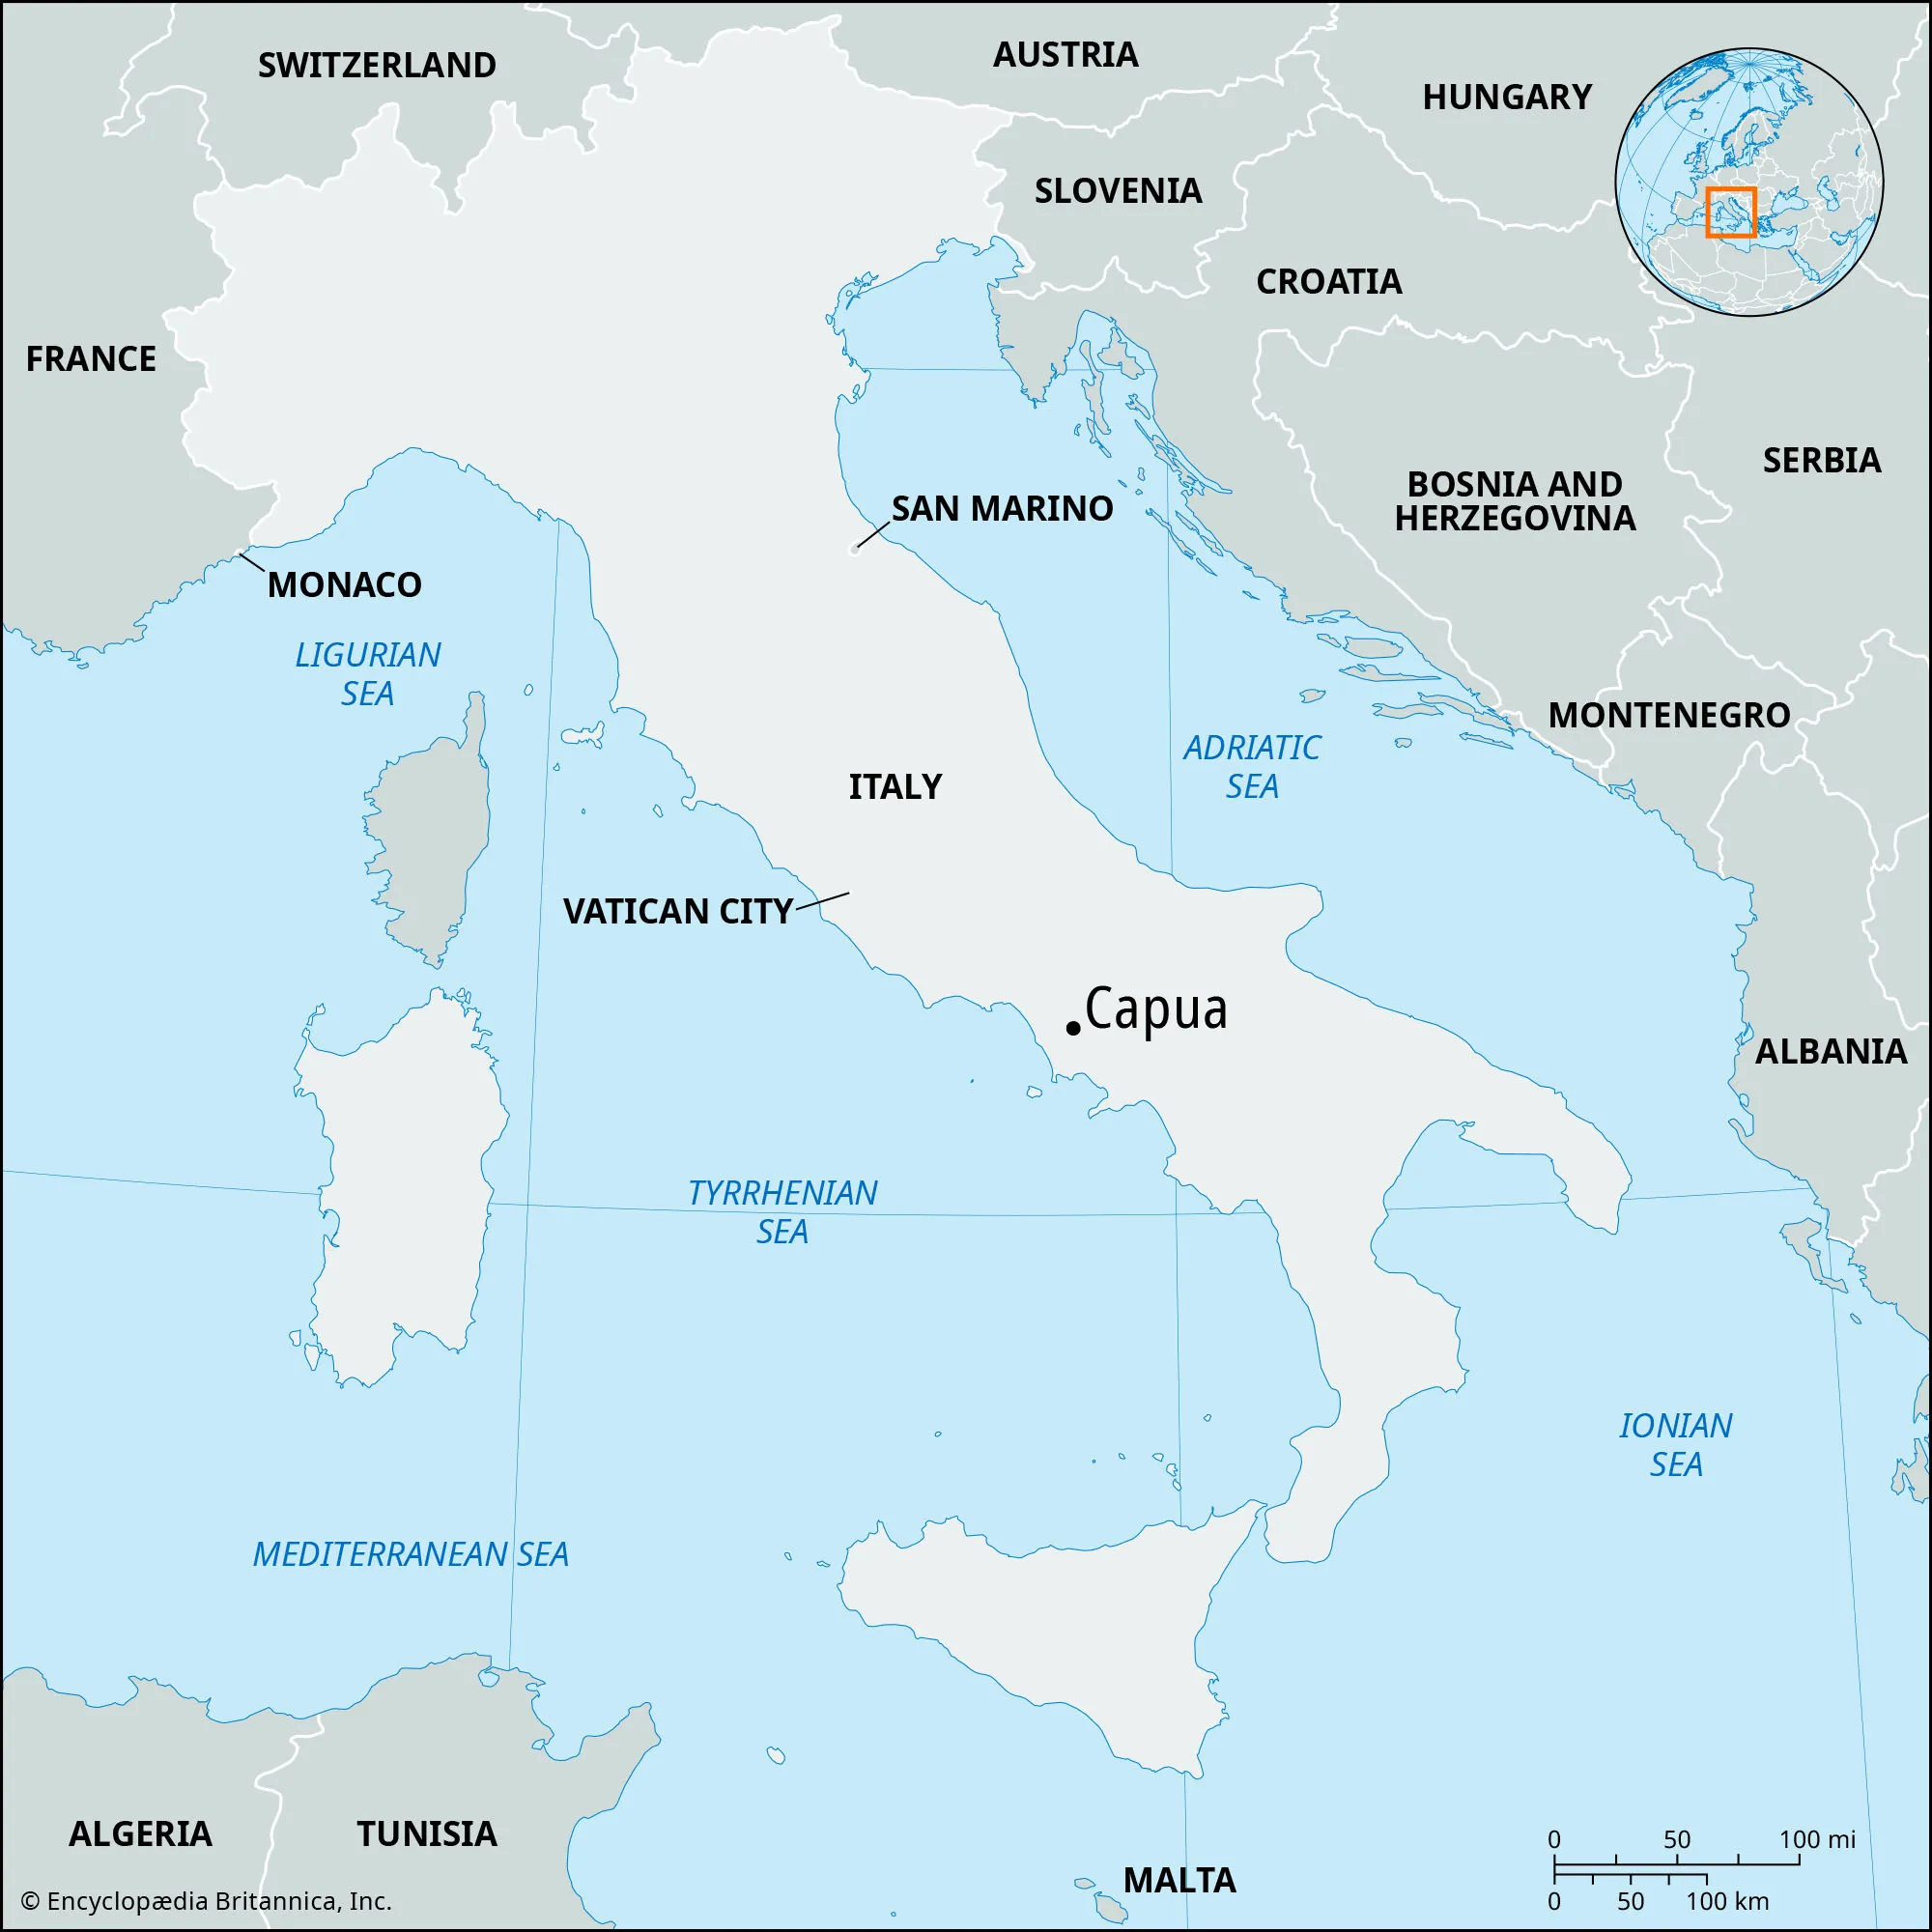 SWITZERLAND
AUSTRIA
HUNGARY
SLOVENIA
CROATIA
FRANCE
SERBIA
BOSNIA AND
HERZEGOVINA
SAN MARINO
MONACO
LIGURIAN
SEA
MONTENEGRO
ADRIATIC
SEA
ITALY
VATICAN CITY
Capua
ALBANIA
TYRRHENIAN
SEA
IONIAN
SEA
MEDITERRANEAN SEA
ALGERIA
TUNISIA
MALTA
0 50 100 mi
0 50 100 km
© Encyclopædia Britannica, Inc.